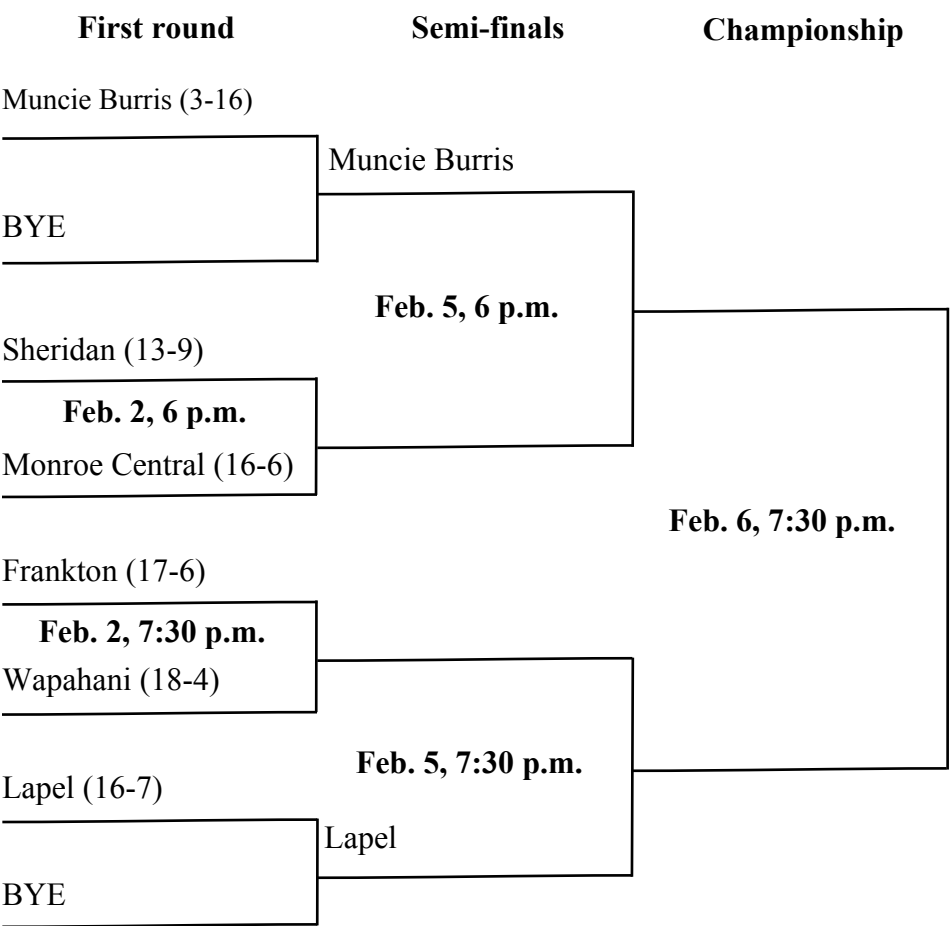 First round Semi-finals Championship
Muncie Burris (3-16)
Muncie Burris
BYE
Feb. 5, 6 p.m.
Sheridan (13-9)
Feb. 2, 6 p.m.
Monroe Central (16-6)
Feb. 6, 7:30 p.m.
Frankton (17-6)
Feb. 2, 7:30 p.m.
Wapahani (18-4)
Feb. 5, 7:30 p.m.
Lapel (16-7)
Lapel
BYE